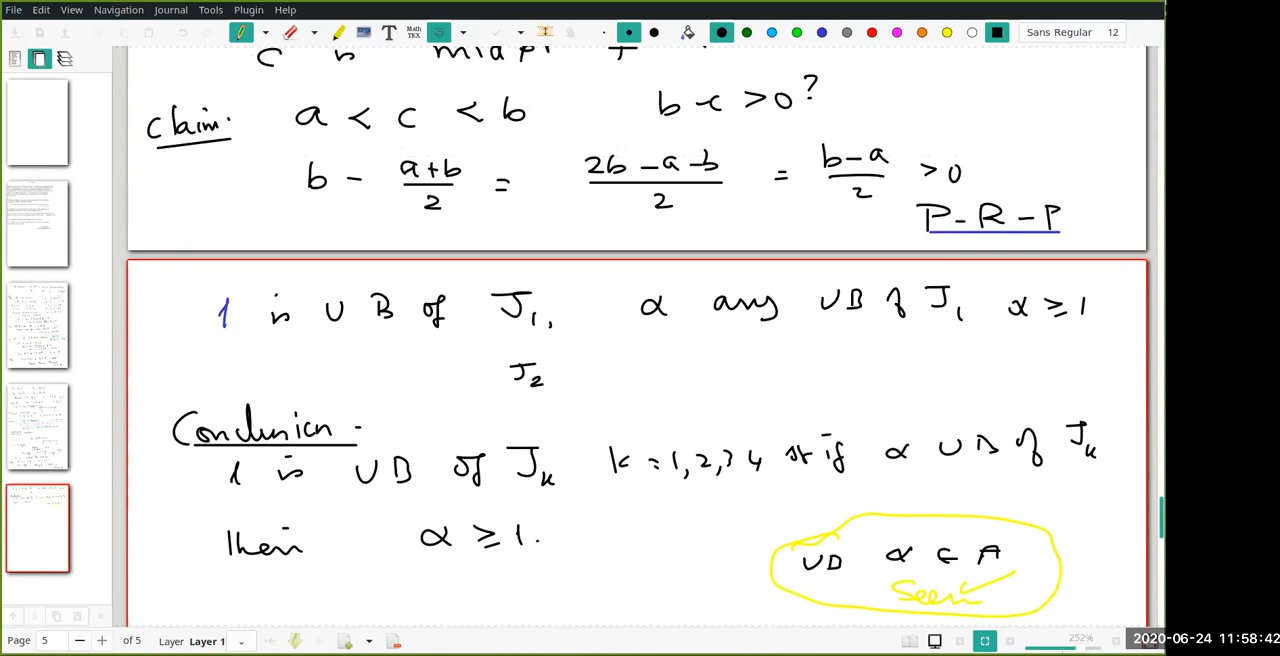 File Edit View Navigation Journal Tools Plugin Help
Sans Regular 12
c is midpt
Claim: a < c < b b - c > 0 ?
b - a+b/2 = 2b - a - b/2 = b - a/2 > 0
P - R - P
1 is UB of J1, α any UB of J1 α ≥ 1
J2
Conclusion.
1 is UB of Jk k = 1, 2, 3 4 st if α UB of Jk
then α ≥ 1.
UB α ∈ A
Seen
Page 5 of 5 Layer Layer 1 252%
2020-06-24 11:58:42